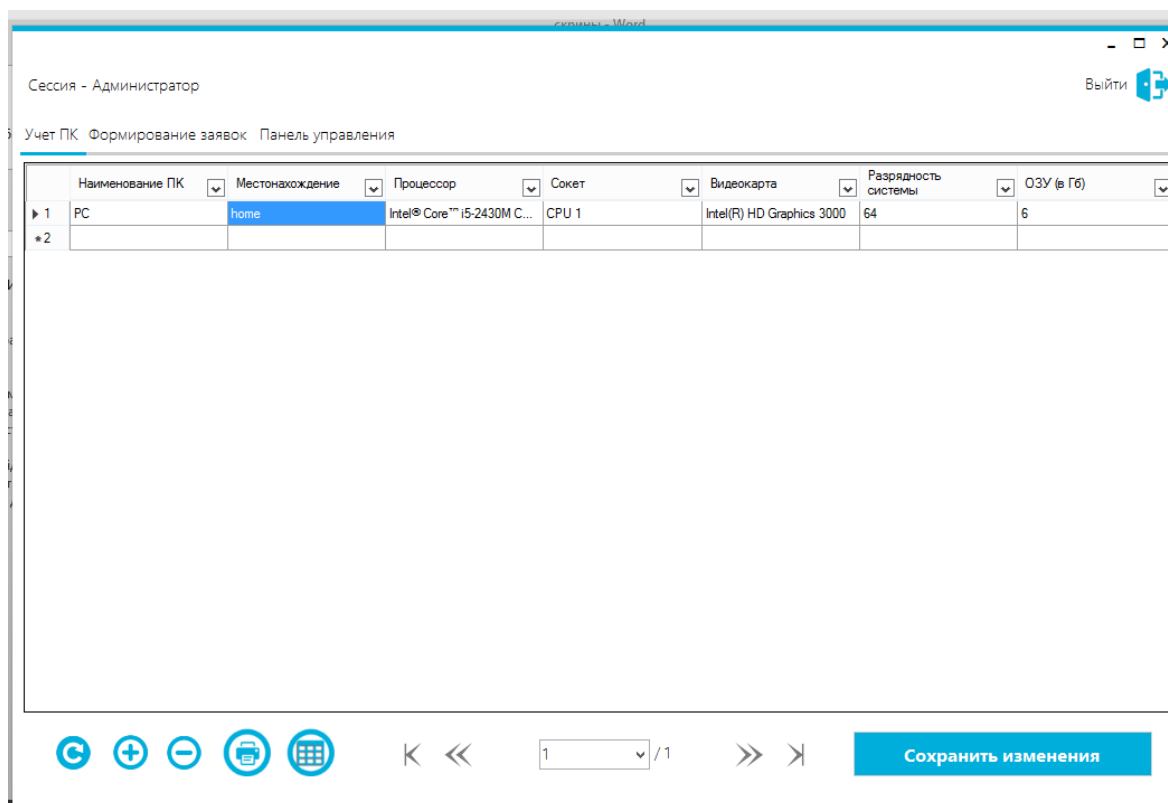 скрины - Word
Сессия - Администратор
Выйти
Учет ПК Формирование заявок Панель управления
Наименование ПК Местонахождение Процессор Сокет Видеокарта Разрядность системы ОЗУ (в Гб)
1 PC home Intel® Core™ i5-2430M C... CPU 1 Intel(R) HD Graphics 3000 64 6
*2
1 / 1
Сохранить изменения